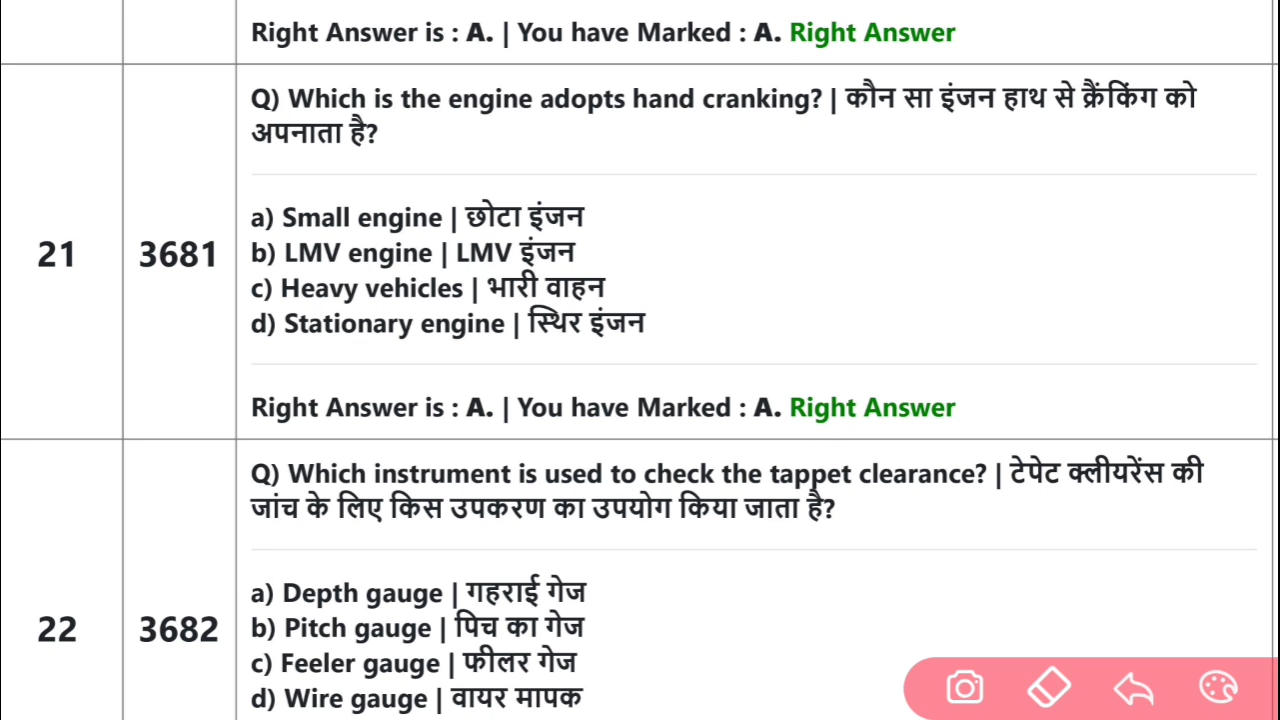 Right Answer is : A. | You have Marked : A. Right Answer
Q) Which is the engine adopts hand cranking? | कौन सा इंजन हाथ से क्रैंकिंग को
अपनाता है?
21
3681
a) Small engine | छोटा इंजन
b) LMV engine | LMV इंजन
c) Heavy vehicles | भारी वाहन
d) Stationary engine | स्थिर इंजन
Right Answer is : A. | You have Marked : A. Right Answer
Q) Which instrument is used to check the tappet clearance? | टेपेट क्लीयरेंस की
जांच के लिए किस उपकरण का उपयोग किया जाता है?
22
3682
a) Depth gauge | गहराई गेज
b) Pitch gauge | पिच का गेज
c) Feeler gauge | फीलर गेज
d) Wire gauge | वायर मापक